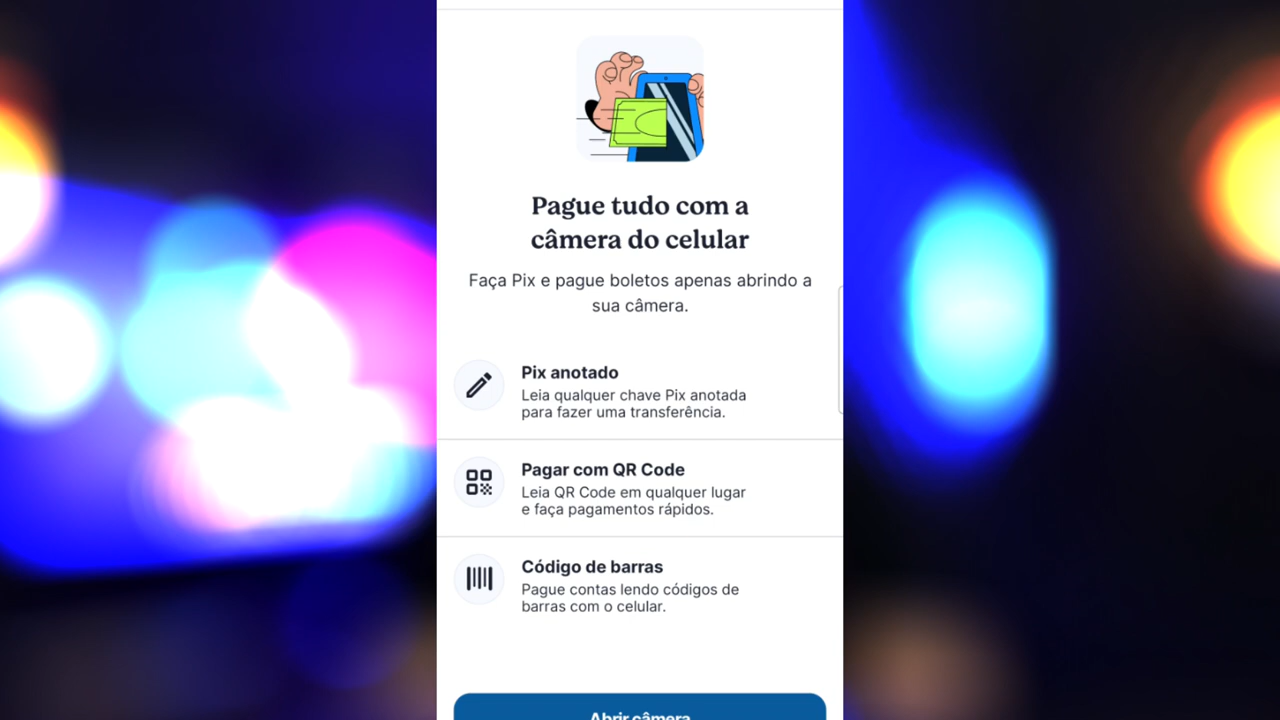 Pague tudo com a
câmera do celular
Faça Pix e pague boletos apenas abrindo a
sua câmera.
Pix anotado
Leia qualquer chave Pix anotada
para fazer uma transferência.
Pagar com QR Code
Leia QR Code em qualquer lugar
e faça pagamentos rápidos.
Código de barras
Pague contas lendo códigos de
barras com o celular.
Abrir câmera